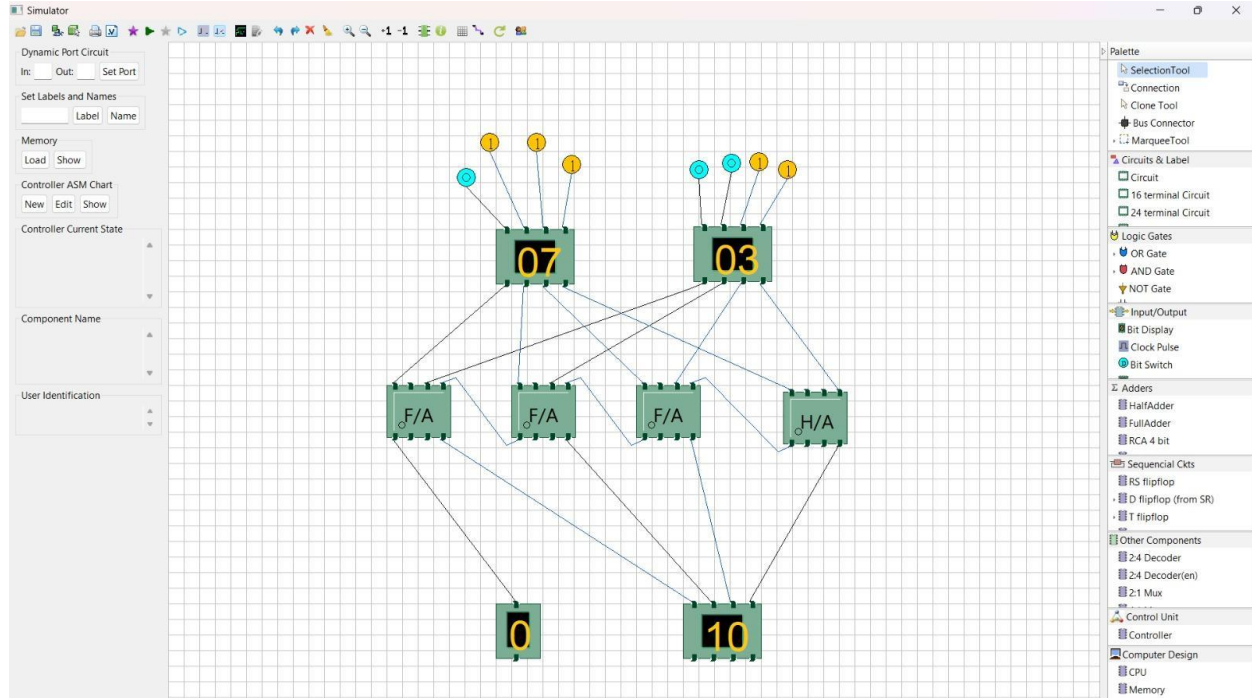 Simulator
+1 -1
Dynamic Port Circuit
In: Out: Set Port
Set Labels and Names
Label Name
Memory
Load Show
Controller ASM Chart
New Edit Show
Controller Current State
Component Name
User Identification
1 1 1 0
0 0 1 1
07 03
F/A F/A F/A H/A
0 10
Palette
SelectionTool
Connection
Clone Tool
Bus Connector
MarqueeTool
Circuits & Label
Circuit
16 terminal Circuit
24 terminal Circuit
Logic Gates
OR Gate
AND Gate
NOT Gate
Input/Output
Bit Display
Clock Pulse
Bit Switch
Σ Adders
HalfAdder
FullAdder
RCA 4 bit
Sequencial Ckts
RS flipflop
D flipflop (from SR)
T flipflop
Other Components
2:4 Decoder
2:4 Decoder(en)
2:1 Mux
Control Unit
Controller
Computer Design
CPU
Memory